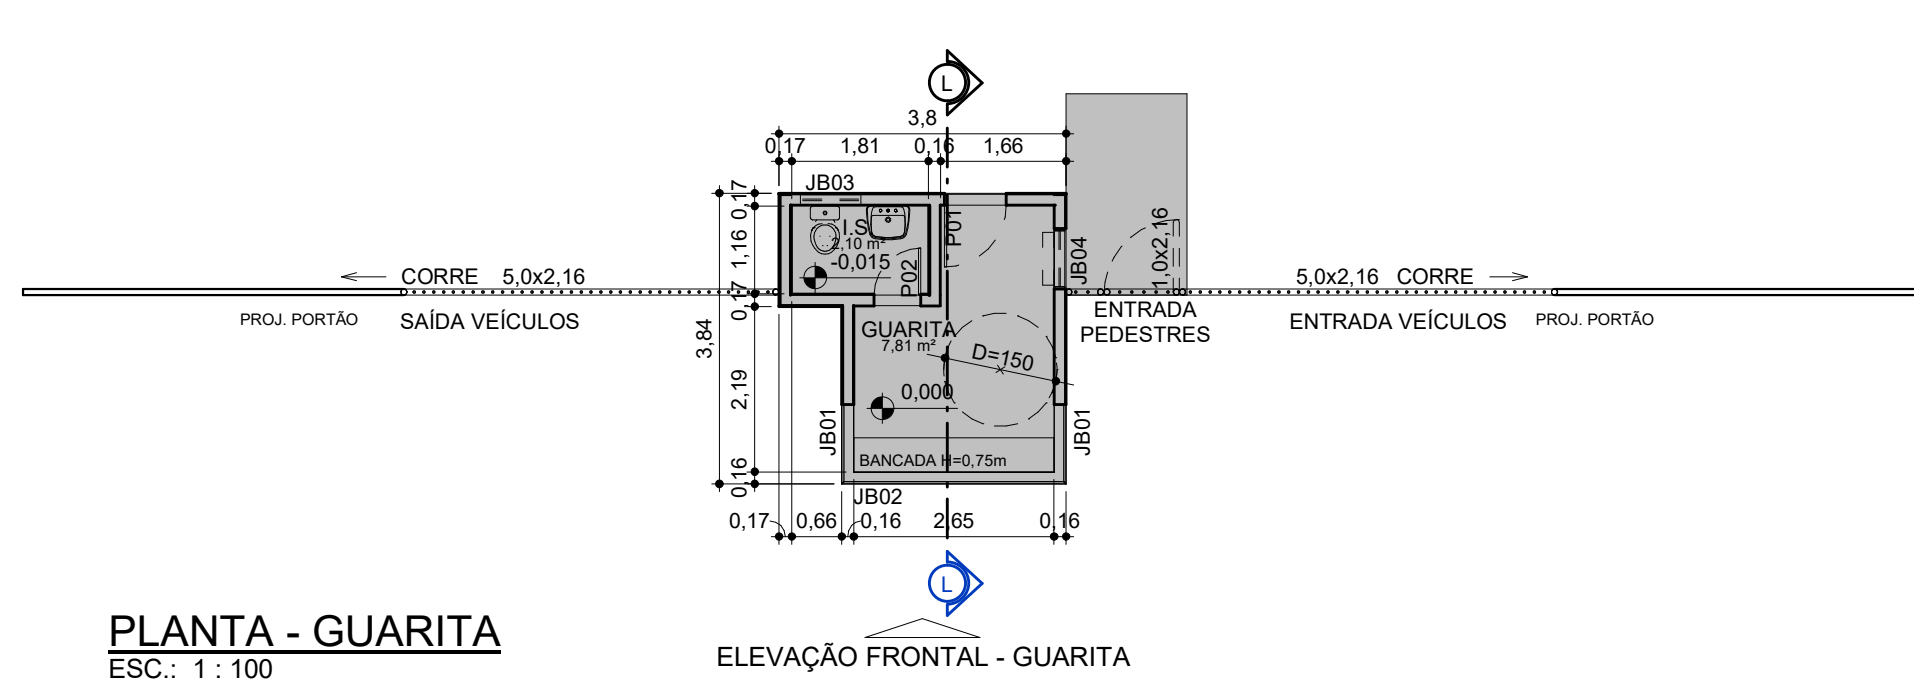 L
3,8
0,17 1,81 0,16 1,66
JB03
0,17
1,16
0,17
2,19
0,16
3,84
I.S
2,10 m²
-0,015
P01
P02
JB04
1,0x2,16
CORRE 5,0x2,16
5,0x2,16 CORRE
PROJ. PORTÃO
SAÍDA VEÍCULOS
ENTRADA
PEDESTRES
ENTRADA VEÍCULOS
PROJ. PORTÃO
GUARITA
7,81 m²
D=150
0,000
JB01
JB01
BANCADA H=0,75m
JB02
0,17 0,66 0,16 2,65 0,16
L
PLANTA - GUARITA
ESC.: 1 : 100
ELEVAÇÃO FRONTAL - GUARITA